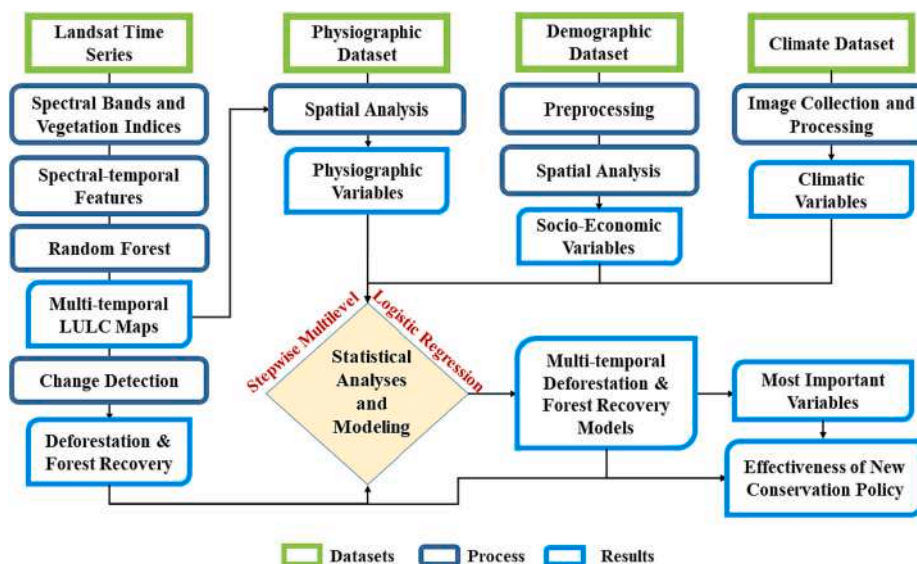 Landsat Time
Series
Physiographic
Dataset
Demographic
Dataset
Climate Dataset
Spectral Bands and
Vegetation Indices
Spatial Analysis
Preprocessing
Image Collection and
Processing
Spectral-temporal
Features
Physiographic
Variables
Spatial Analysis
Climatic
Variables
Random Forest
Socio-Economic
Variables
Multi-temporal
LULC Maps
Stepwise Multilevel
Logistic Regression
Statistical
Analyses
and
Modeling
Change Detection
Multi-temporal
Deforestation &
Forest Recovery
Models
Most Important
Variables
Deforestation &
Forest Recovery
Effectiveness of New
Conservation Policy
Datasets
Process
Results